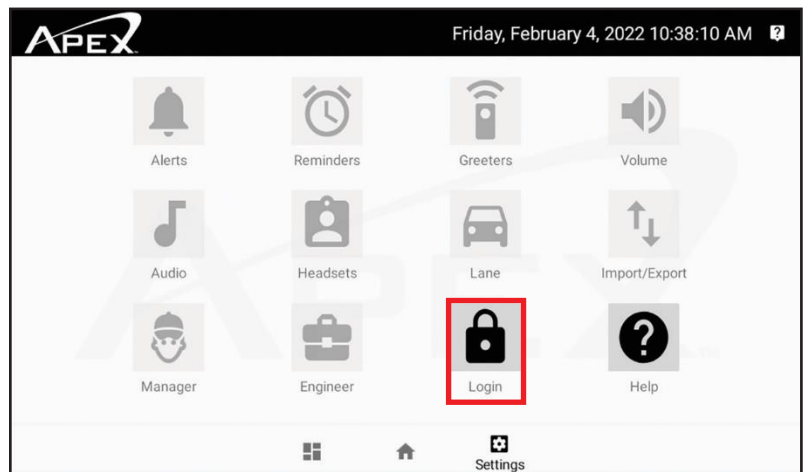 APEX Friday, February 4, 2022 10:38:10 AM ?
Alerts Reminders Greeters Volume
Audio Headsets Lane Import/Export
Manager Engineer Login Help
Settings
APEX